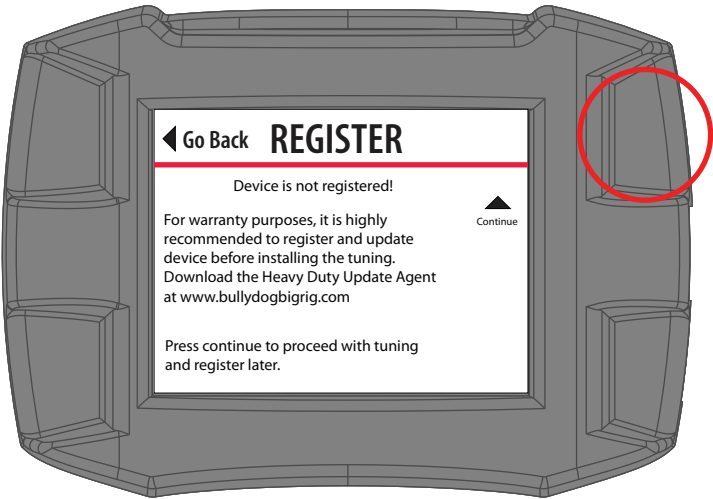 Go Back REGISTER
Device is not registered!
Continue
For warranty purposes, it is highly
recommended to register and update
device before installing the tuning.
Download the Heavy Duty Update Agent
at www.bullydogbigrig.com
Press continue to proceed with tuning
and register later.